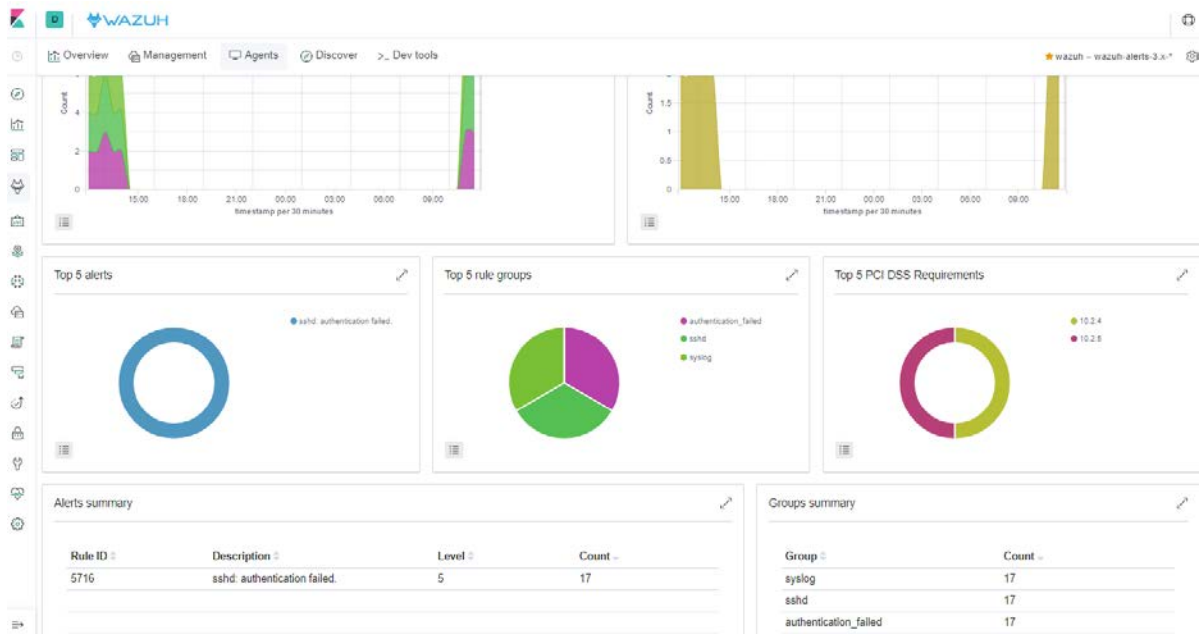 D WAZUH
Overview Management Agents Discover >_ Dev tools wazuh – wazuh-alerts-3.x-*
Count
4
2
0
15:00 21:00 00:00 03:00 06:00 09:00
timestamp per 30 minutes
Count
1.5
1
0.5
0
15:00 18:00 21:00 00:00 03:00 06:00 09:00
timestamp per 30 minutes
Top 5 alerts
sshd: authentication failed.
Top 5 rule groups
authentication_failed
sshd
syslog
Top 5 PCI DSS Requirements
10.2.4
10.2.5
Alerts summary
Rule ID Description Level Count
5716 sshd: authentication failed. 5 17
Groups summary
Group Count
syslog 17
sshd 17
authentication_failed 17